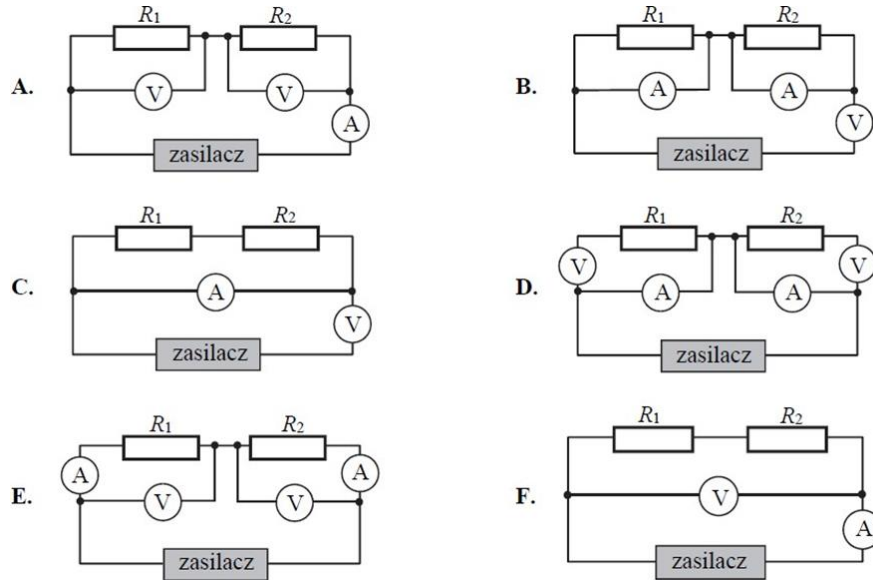 R1 R2
A. V V A
zasilacz
R1 R2
B. A A V
zasilacz
R1 R2
C. A V
zasilacz
R1 R2
D. V A A V
zasilacz
R1 R2
E. A V V A
zasilacz
R1 R2
F. V A
zasilacz